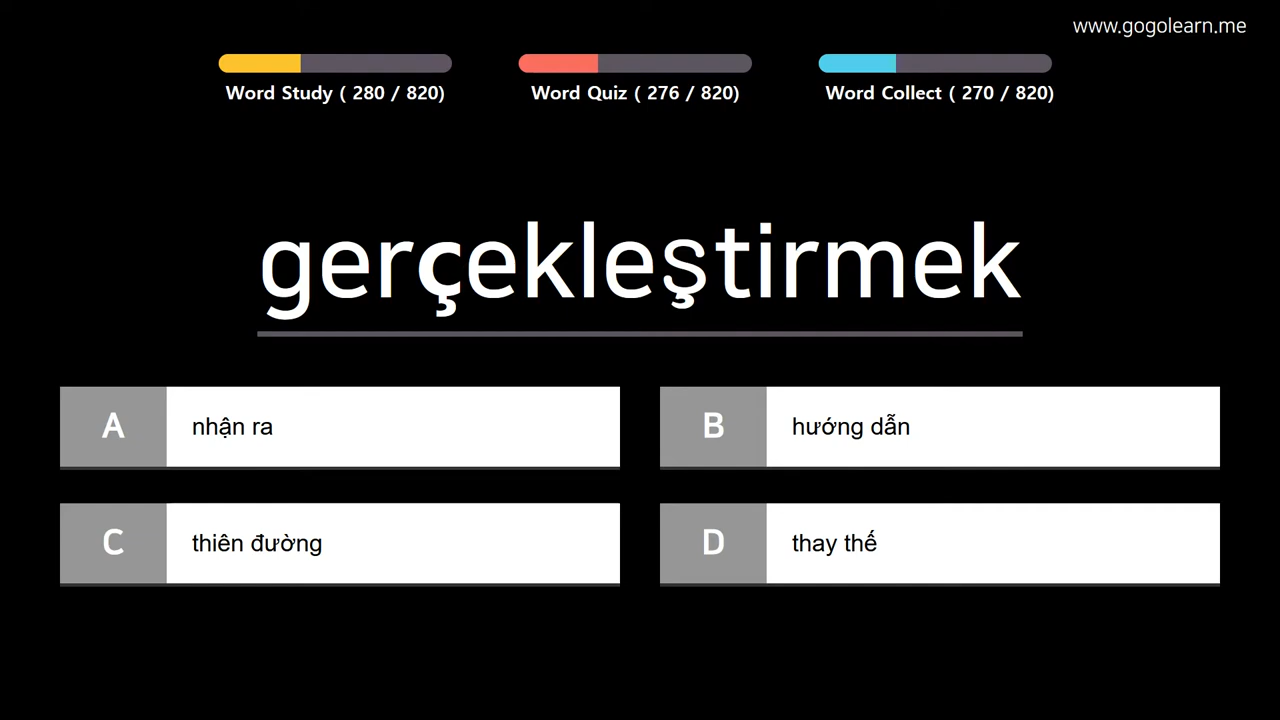 www.gogolearn.me
Word Study ( 280 / 820)
Word Quiz ( 276 / 820)
Word Collect ( 270 / 820)
gerçekleştirmek
A
nhận ra
B
hướng dẫn
C
thiên đường
D
thay thế